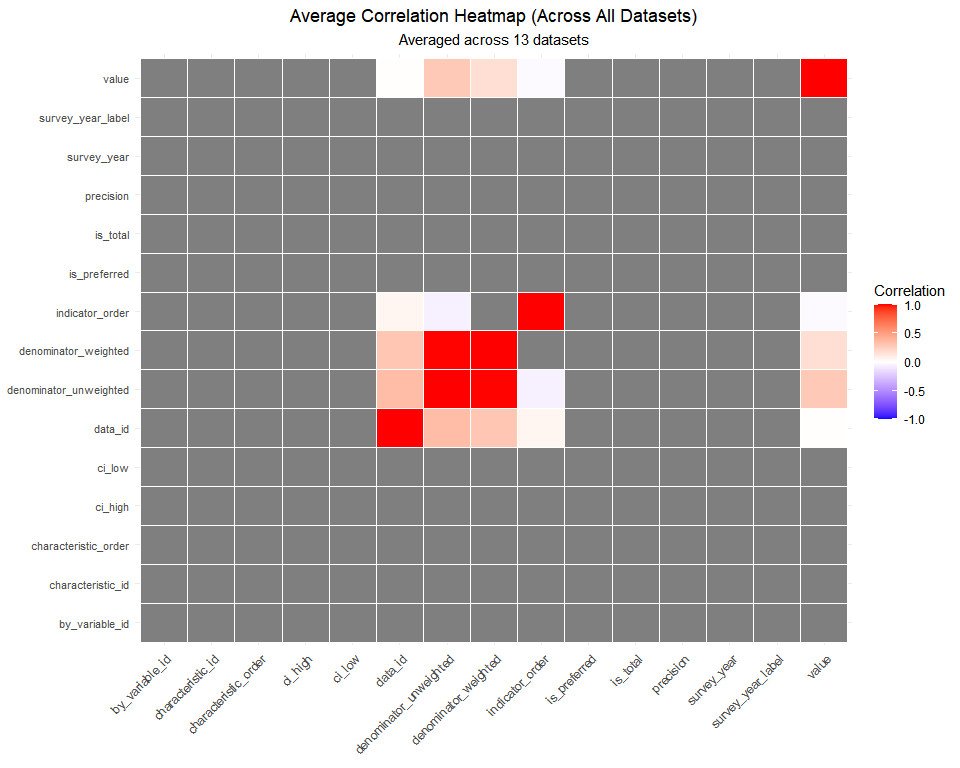 Average Correlation Heatmap (Across All Datasets)
Averaged across 13 datasets
value
survey_year_label
survey_year
precision
is_total
is_preferred
indicator_order
denominator_weighted
denominator_unweighted
data_id
ci_low
ci_high
characteristic_order
characteristic_id
by_variable_id
by_variable_id
characteristic_id
characteristic_order
ci_high
ci_low
data_id
denominator_unweighted
denominator_weighted
indicator_order
is_preferred
is_total
precision
survey_year
survey_year_label
value
Correlation
1.0
0.5
0.0
-0.5
-1.0